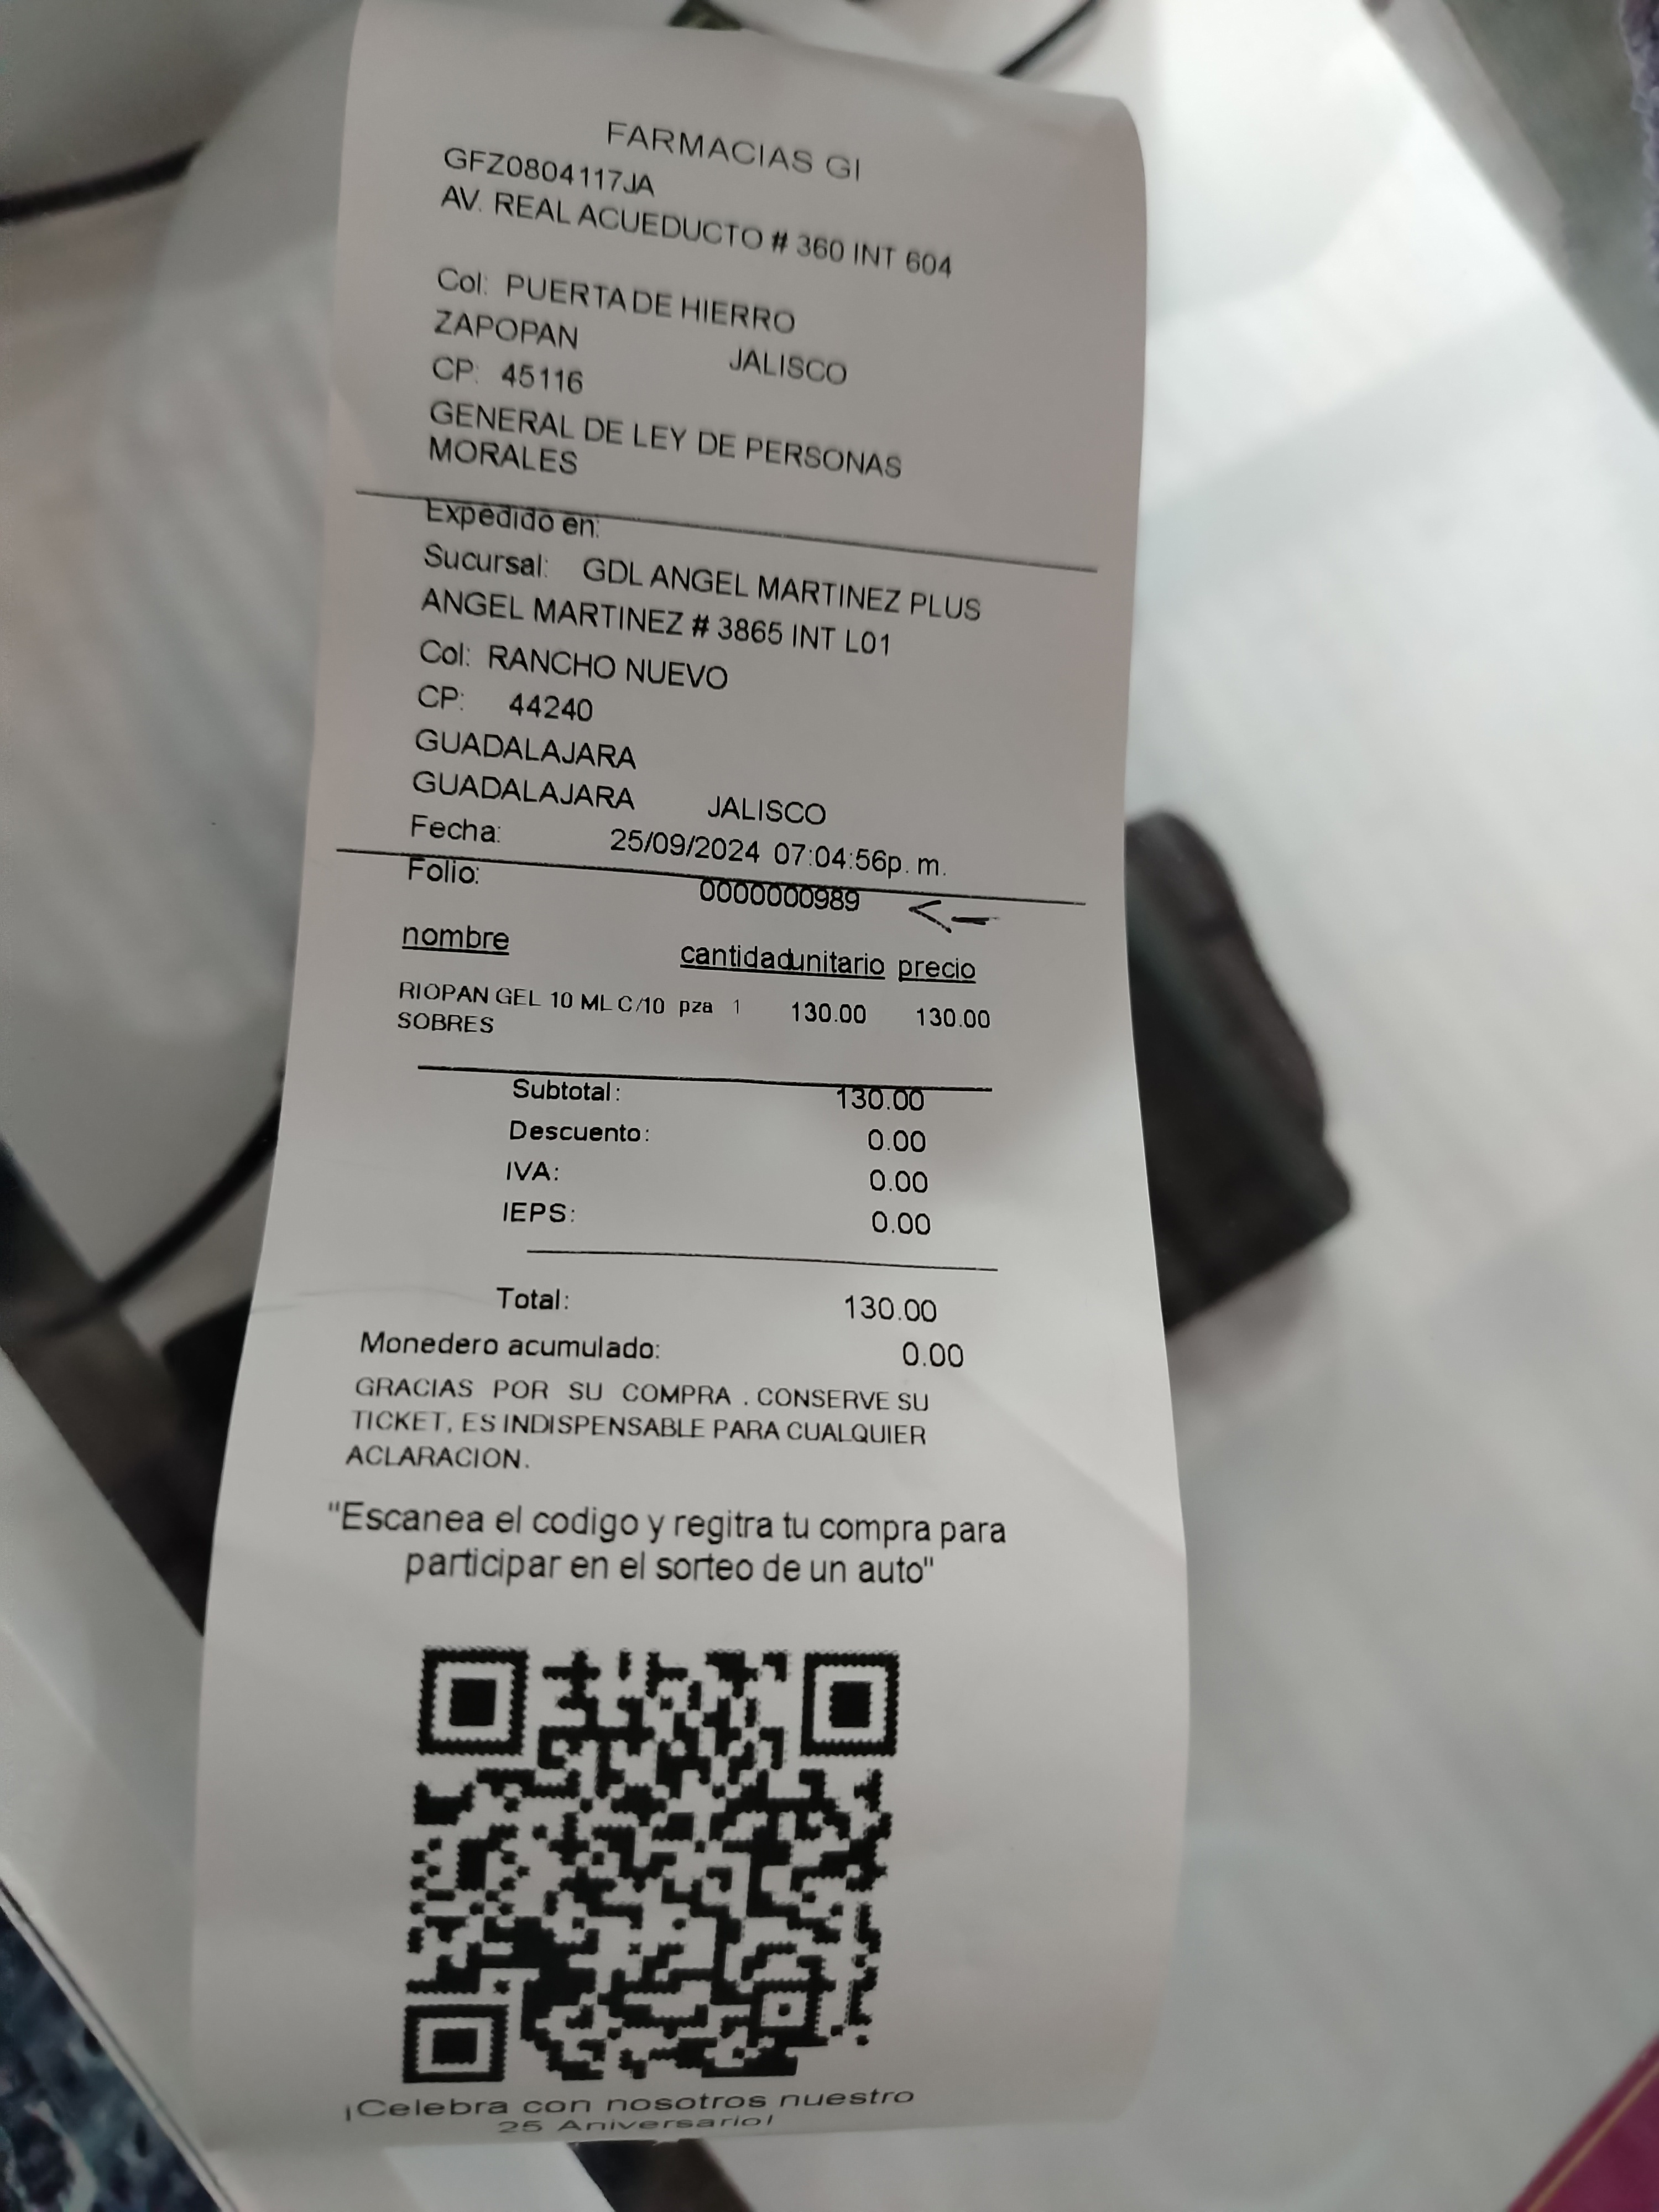 FARMACIAS GI
GFZ0804117JA
AV. REAL ACUEDUCTO # 360 INT 604
Col: PUERTA DE HIERRO
ZAPOPAN JALISCO
CP: 45116
GENERAL DE LEY DE PERSONAS
MORALES
Expedido en:
Sucursal: GDL ANGEL MARTINEZ PLUS
ANGEL MARTINEZ # 3865 INT L01
Col: RANCHO NUEVO
CP: 44240
GUADALAJARA
GUADALAJARA JALISCO
Fecha: 25/09/2024 07:04:56p. m.
Folio: 0000000989
nombre cantidad unitario precio
RIOPAN GEL 10 ML C/10 pza 1 130.00 130.00
SOBRES
Subtotal: 130.00
Descuento: 0.00
IVA: 0.00
IEPS: 0.00
Total: 130.00
Monedero acumulado: 0.00
GRACIAS POR SU COMPRA . CONSERVE SU
TICKET, ES INDISPENSABLE PARA CUALQUIER
ACLARACION.
"Escanea el codigo y regitra tu compra para
participar en el sorteo de un auto"
¡Celebra con nosotros nuestro
25 Aniversario!